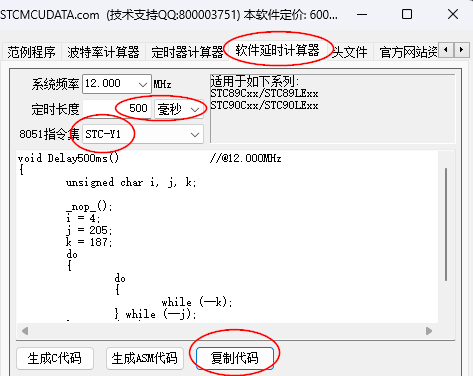 STCMCUDATA.com (技术支持QQ:800003751) 本软件定价: 600...
范例程序 波特率计算器 定时器计算器 软件延时计算器 头文件 官方网站资
系统频率 12.000 MHz
定时长度 500 毫秒
8051指令集 STC-Y1
适用于如下系列:
STC89Cxx/STC89LExx
STC90Cxx/STC90LExx
void Delay500ms() //@12.000MHz
{
unsigned char i, j, k;
_nop_();
i = 4;
j = 205;
k = 187;
do
{
do
{
while (--k);
} while (--j);
生成C代码 生成ASM代码 复制代码